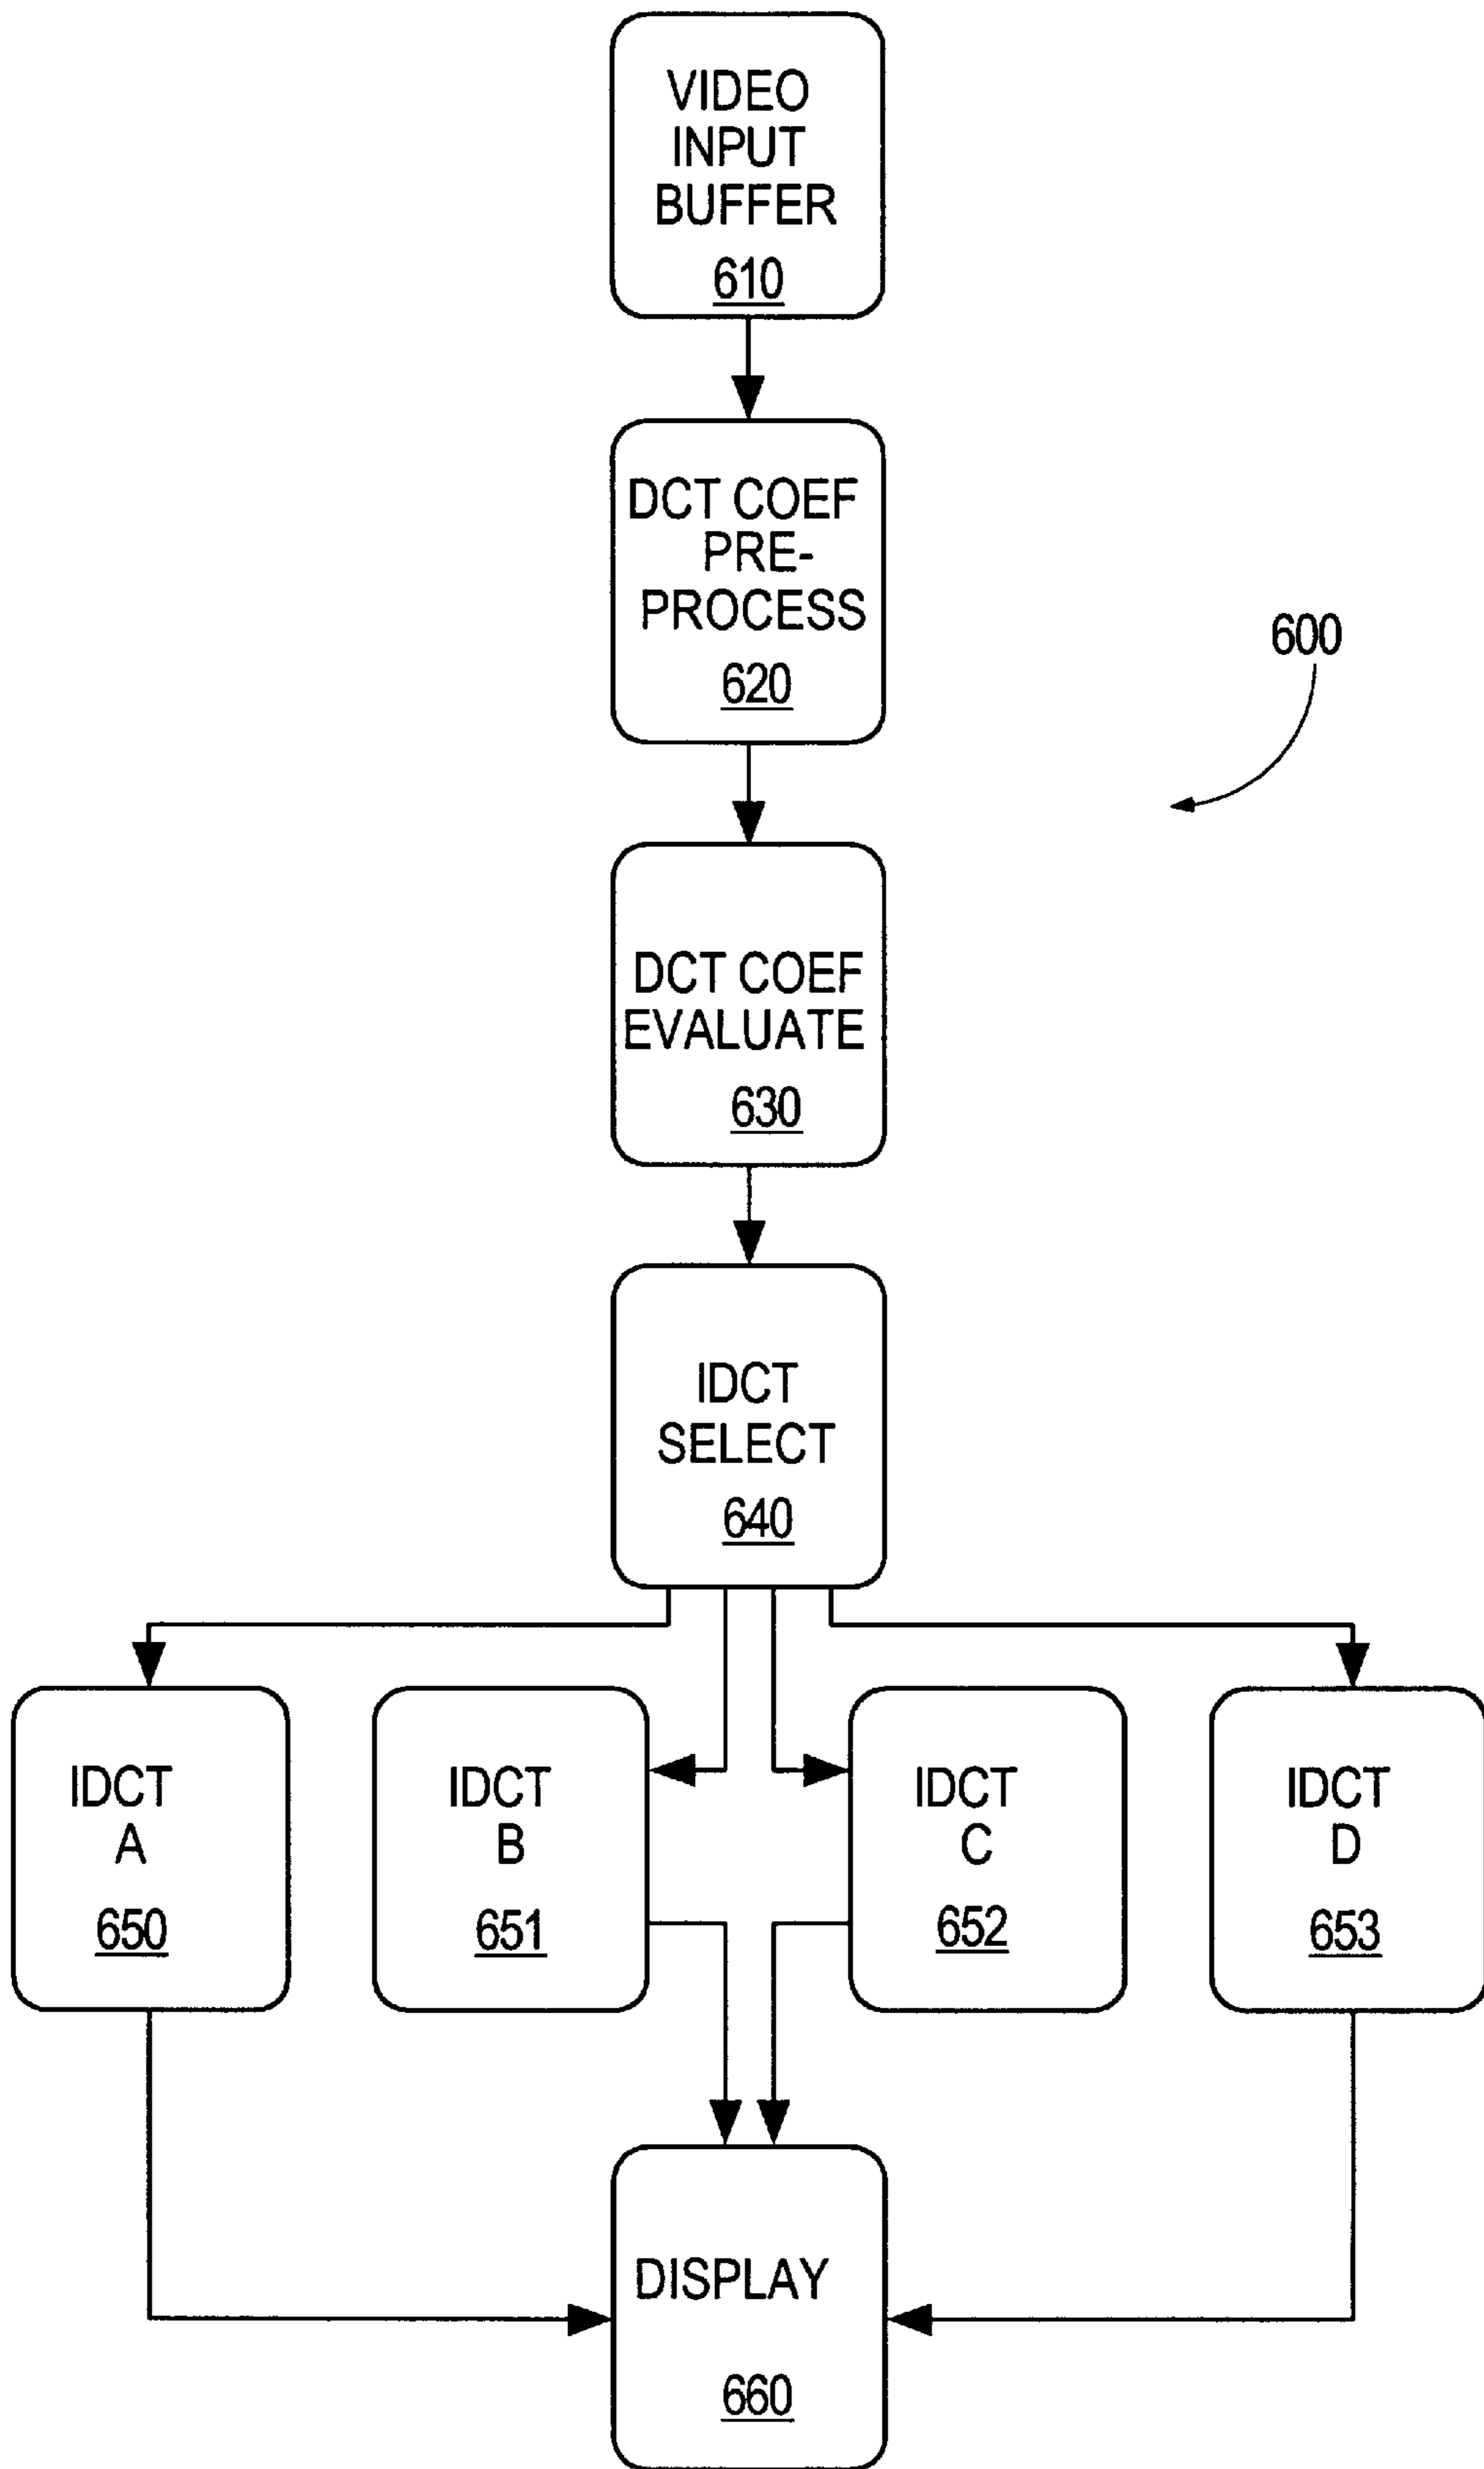 VIDEO
INPUT
BUFFER
610
DCT COEF
PRE-
PROCESS
620
600
DCT COEF
EVALUATE
630
IDCT
SELECT
640
IDCT
A
650
IDCT
B
651
IDCT
C
652
IDCT
D
653
DISPLAY
660